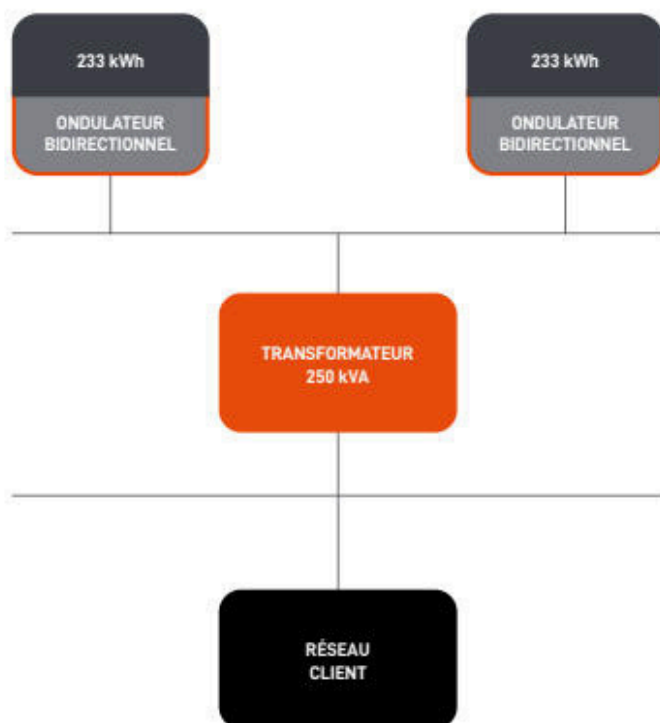 233 kWh
ONDULATEUR
BIDIRECTIONNEL
233 kWh
ONDULATEUR
BIDIRECTIONNEL
TRANSFORMATEUR
250 kVA
RÉSEAU
CLIENT